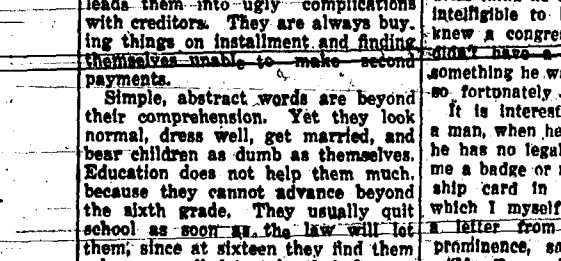 leads them into ugly complications
with creditors. They are always buy.
ing things on installment and finding
themselves unable to make second
payments.
Simple, abstract words are beyond
their comprehension. Yet they look
normal, dress well, get married, and
bear children as dumb as themselves.
Education does not help them much,
because they cannot advance beyond
the sixth grade. They usually quit
school as soon as the law will let
them, since at sixteen they find them
intelligible to
knew a congre
didn't have a
something he w
so fortunately
It is interest
a man, when he
he has no legal
me a badge or
ship card in
which I myself
a letter from
prominence, s